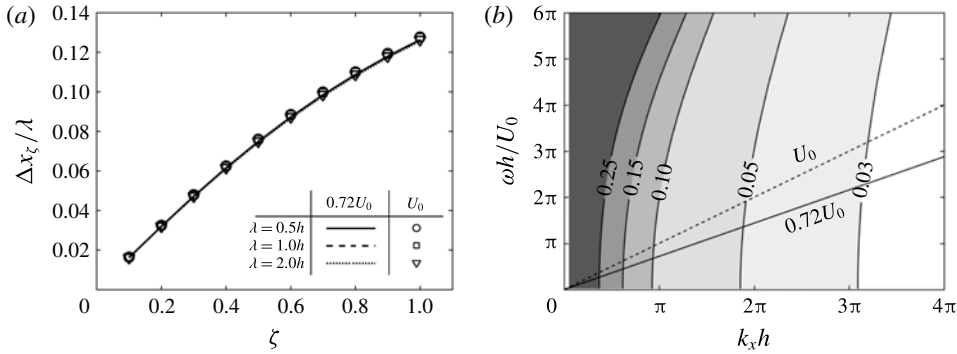 (a)
0.14
0.12
0.10
0.08
0.06
0.04
0.02
0 0.2 0.4 0.6 0.8 1.0
Δx_ζ/λ
ζ
0.72U₀ U₀
λ = 0.5h
λ = 1.0h
λ = 2.0h
(b)
6π
5π
4π
3π
2π
π
0 π 2π 3π 4π
ωh/U₀
kₓh
0.25
0.15
0.10
0.05
0.03
U₀
0.72U₀